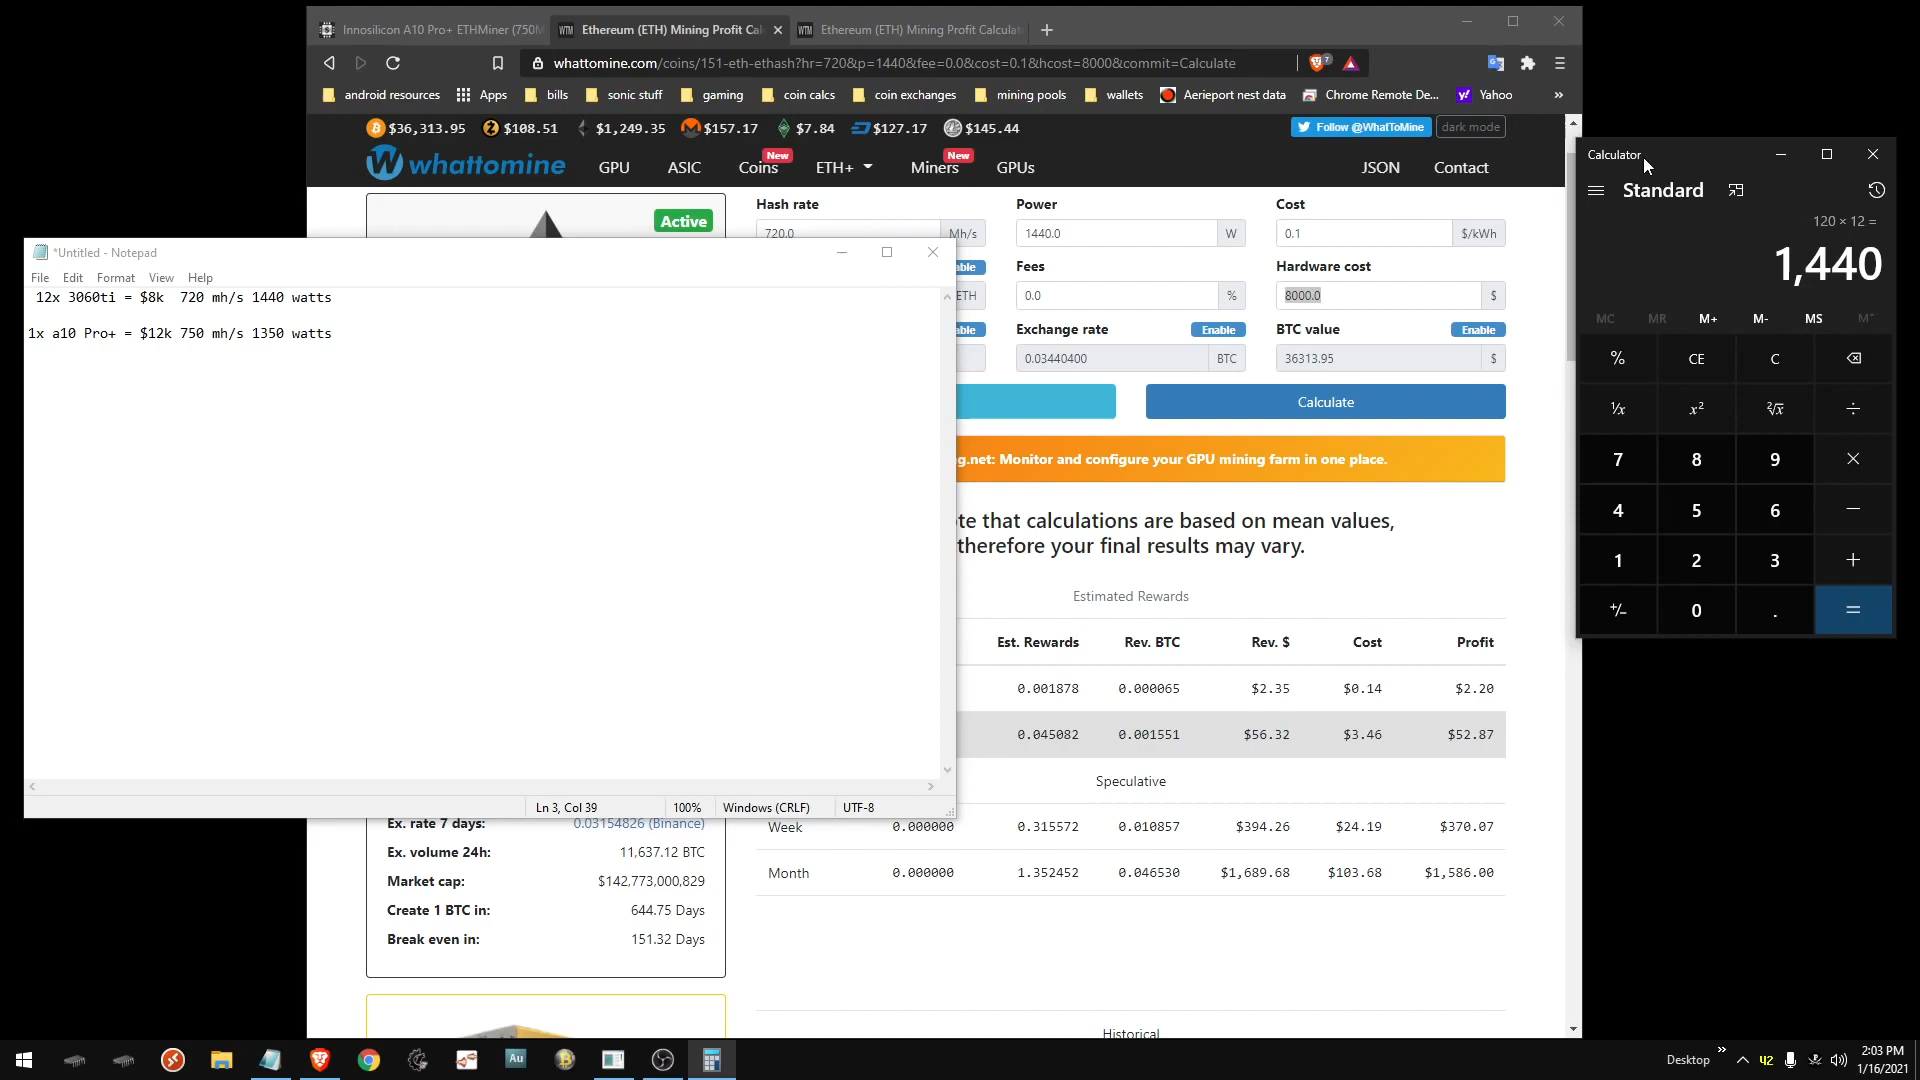 Innosilicon A10 Pro+ ETHMiner (750M
Ethereum (ETH) Mining Profit Cal
Ethereum (ETH) Mining Profit Calculat
whattomine.com/coins/151-eth-ethash?hr=720&p=1440&fee=0.0&cost=0.1&hcost=8000&commit=Calculate
7
android resources Apps bills sonic stuff gaming coin calcs coin exchanges mining pools wallets Aerieport nest data Chrome Remote De... Yahoo »
$36,313.95 $108.51 $1,249.35 $157.17 $7.84 $127.17 $145.44
Follow @WhatToMine dark mode
whattomine GPU ASIC Coins New ETH+ Miners New GPUs JSON Contact
Active
Hash rate Power Cost
720.0 Mh/s 1440.0 W 0.1 $/kWh
able Fees Hardware cost
ETH 0.0 % 8000.0 $
able Exchange rate Enable BTC value Enable
0.03440400 BTC 36313.95 $
Calculate
g.net: Monitor and configure your GPU mining farm in one place.
te that calculations are based on mean values,
therefore your final results may vary.
Estimated Rewards
Est. Rewards Rev. BTC Rev. $ Cost Profit
0.001878 0.000065 $2.35 $0.14 $2.20
0.045082 0.001551 $56.32 $3.46 $52.87
Speculative
Week 0.000000 0.315572 0.010857 $394.26 $24.19 $370.07
Month 0.000000 1.352452 0.046530 $1,689.68 $103.68 $1,586.00
Historical
Ex. rate 7 days: 0.03154826 (Binance)
Ex. volume 24h: 11,637.12 BTC
Market cap: $142,773,000,829
Create 1 BTC in: 644.75 Days
Break even in: 151.32 Days
*Untitled - Notepad
File Edit Format View Help
12x 3060ti = $8k 720 mh/s 1440 watts
1x a10 Pro+ = $12k 750 mh/s 1350 watts
Ln 3, Col 39 100% Windows (CRLF) UTF-8
Calculator
Standard
120 × 12 =
1,440
MC MR M+ M- MS M˅
% CE C
¹/x x² ²√x ÷
7 8 9 ×
4 5 6 −
1 2 3 +
+/- 0 . =
Au
Desktop » 42 2:03 PM
1/16/2021